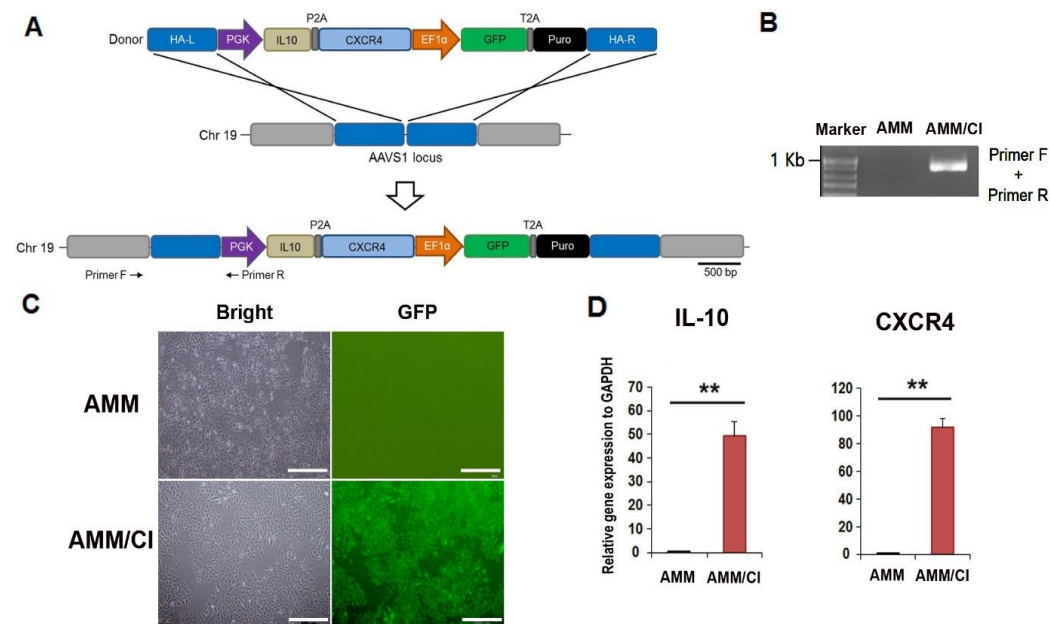 A
P2A
T2A
Donor
HA-L
PGK
IL10
CXCR4
EF1α
GFP
Puro
HA-R
Chr 19
AAVS1 locus
P2A
T2A
Chr 19
PGK
IL10
CXCR4
EF1α
GFP
Puro
Primer F
Primer R
500 bp
B
Marker AMM AMM/CI
1 Kb
Primer F
+
Primer R
C
Bright
GFP
AMM
AMM/CI
D
IL-10
Relative gene expression to GAPDH
70
60
50
40
30
20
10
0
**
AMM AMM/CI
CXCR4
120
100
80
60
40
20
0
**
AMM AMM/CI